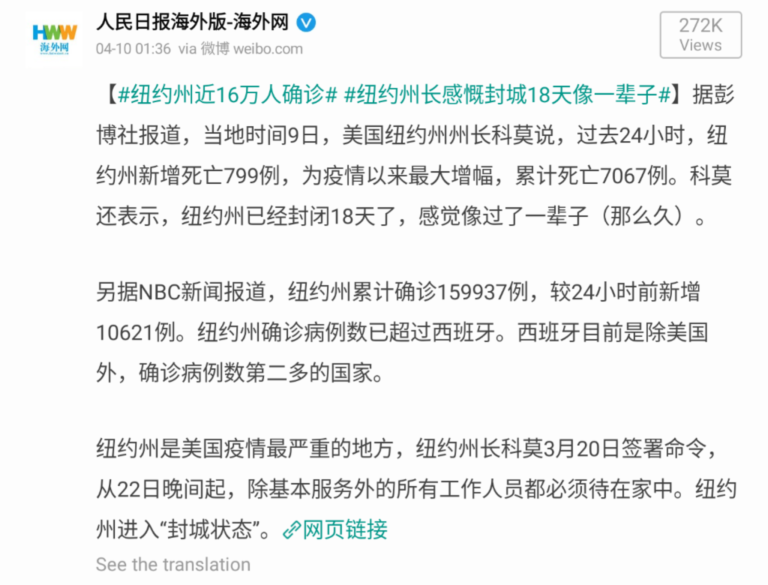 HWW
海外网
人民日报海外版-海外网
04-10 01:36 via 微博 weibo.com
272K
Views
【#纽约州近16万人确诊# #纽约州长感慨封城18天像一辈子#】据彭
博社报道，当地时间9日，美国纽约州州长科莫说，过去24小时，纽
约州新增死亡799例，为疫情以来最大增幅，累计死亡7067例。科莫
还表示，纽约州已经封闭18天了，感觉像过了一辈子（那么久）。
另据NBC新闻报道，纽约州累计确诊159937例，较24小时前新增
10621例。纽约州确诊病例数已超过西班牙。西班牙目前是除美国
外，确诊病例数第二多的国家。
纽约州是美国疫情最严重的地方，纽约州长科莫3月20日签署命令，
从22日晚间起，除基本服务外的所有工作人员都必须待在家中。纽约
州进入“封城状态”。网页链接
See the translation